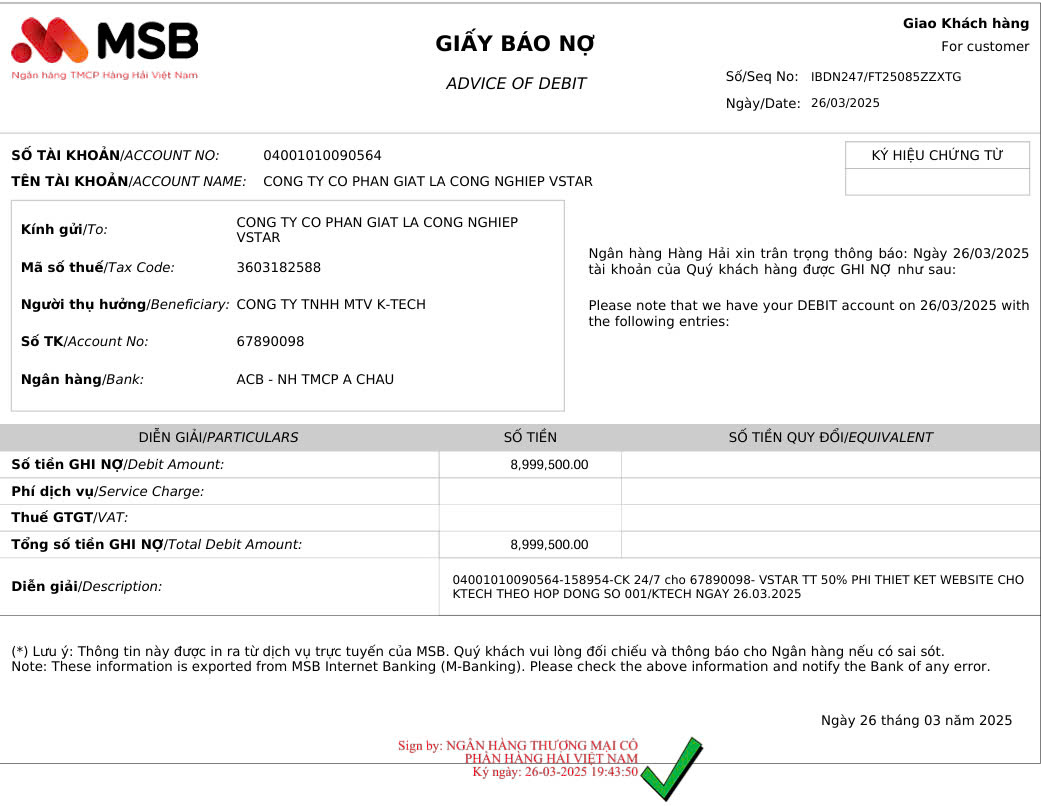 MSB
Ngân hàng TMCP Hàng Hải Việt Nam
GIẤY BÁO NỢ
ADVICE OF DEBIT
Giao Khách hàng
For customer
Số/Seq No: IBDN247/FT25085ZZXTG
Ngày/Date: 26/03/2025
SỐ TÀI KHOẢN/ACCOUNT NO: 04001010090564
TÊN TÀI KHOẢN/ACCOUNT NAME: CONG TY CO PHAN GIAT LA CONG NGHIEP VSTAR
KÝ HIỆU CHỨNG TỪ
Kính gửi/To: CONG TY CO PHAN GIAT LA CONG NGHIEP
VSTAR
Mã số thuế/Tax Code: 3603182588
Người thụ hưởng/Beneficiary: CONG TY TNHH MTV K-TECH
Số TK/Account No: 67890098
Ngân hàng/Bank: ACB - NH TMCP A CHAU
Ngân hàng Hàng Hải xin trân trọng thông báo: Ngày 26/03/2025
tài khoản của Quý khách hàng được GHI NỢ như sau:
Please note that we have your DEBIT account on 26/03/2025 with
the following entries:
DIỄN GIẢI/PARTICULARS SỐ TIỀN SỐ TIỀN QUY ĐỔI/EQUIVALENT
Số tiền GHI NỢ/Debit Amount: 8,999,500.00
Phí dịch vụ/Service Charge:
Thuế GTGT/VAT:
Tổng số tiền GHI NỢ/Total Debit Amount: 8,999,500.00
Diễn giải/Description: 04001010090564-158954-CK 24/7 cho 67890098- VSTAR TT 50% PHI THIET KET WEBSITE CHO
KTECH THEO HOP DONG SO 001/KTECH NGAY 26.03.2025
(*) Lưu ý: Thông tin này được in ra từ dịch vụ trực tuyến của MSB. Quý khách vui lòng đối chiếu và thông báo cho Ngân hàng nếu có sai sót.
Note: These information is exported from MSB Internet Banking (M-Banking). Please check the above information and notify the Bank of any error.
Ngày 26 tháng 03 năm 2025
Sign by: NGÂN HÀNG THƯƠNG MẠI CỔ
PHẦN HÀNG HẢI VIỆT NAM
Ký ngày: 26-03-2025 19:43:50